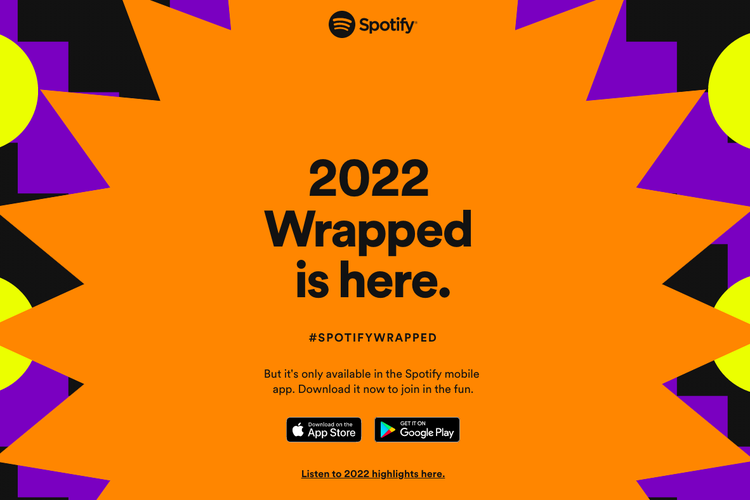 Spotify
2022
Wrapped
is here.
#SPOTIFYWRAPPED
But it's only available in the Spotify mobile
app. Download it now to join in the fun.
Download on the
App Store
GET IT ON
Google Play
Listen to 2022 highlights here.